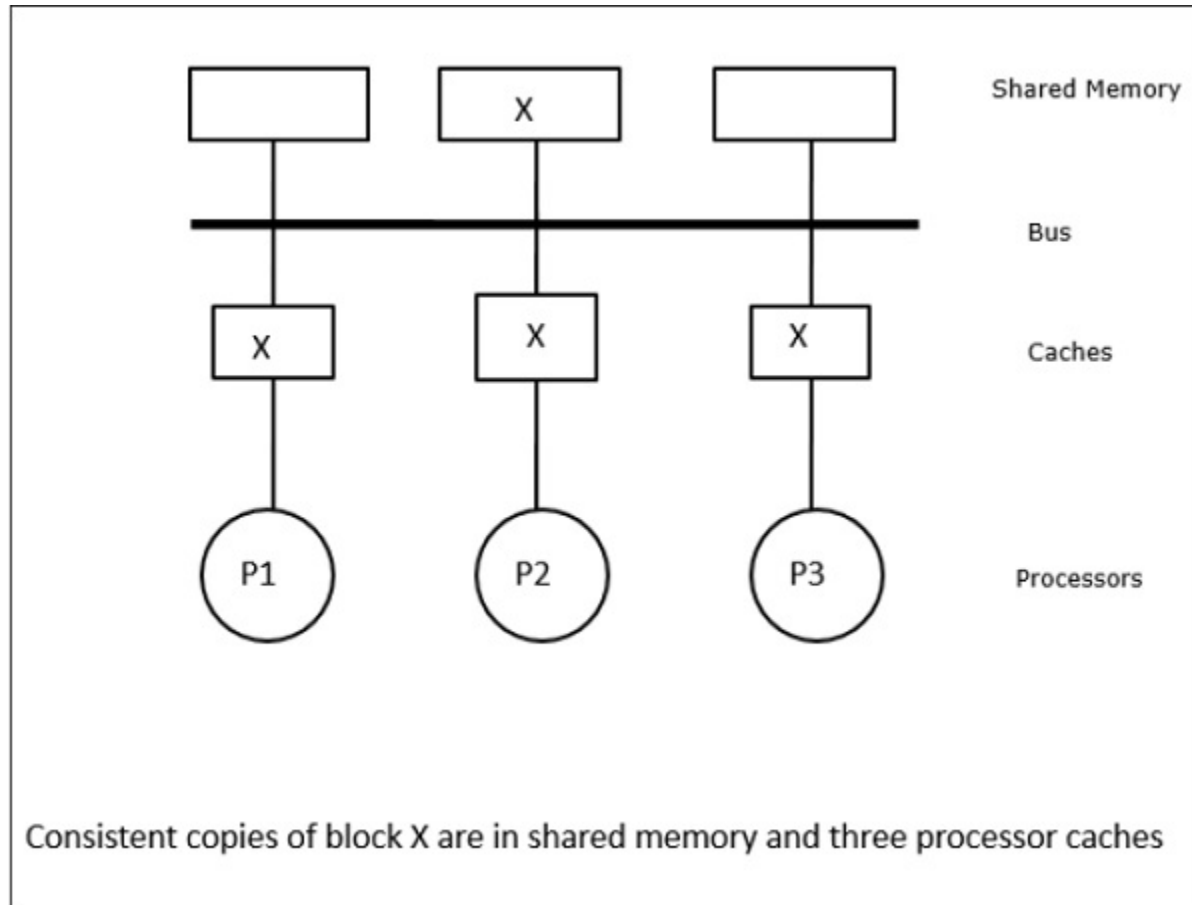 X
Shared Memory
Bus
X
X
X
Caches
P1
P2
P3
Processors
Consistent copies of block X are in shared memory and three processor caches